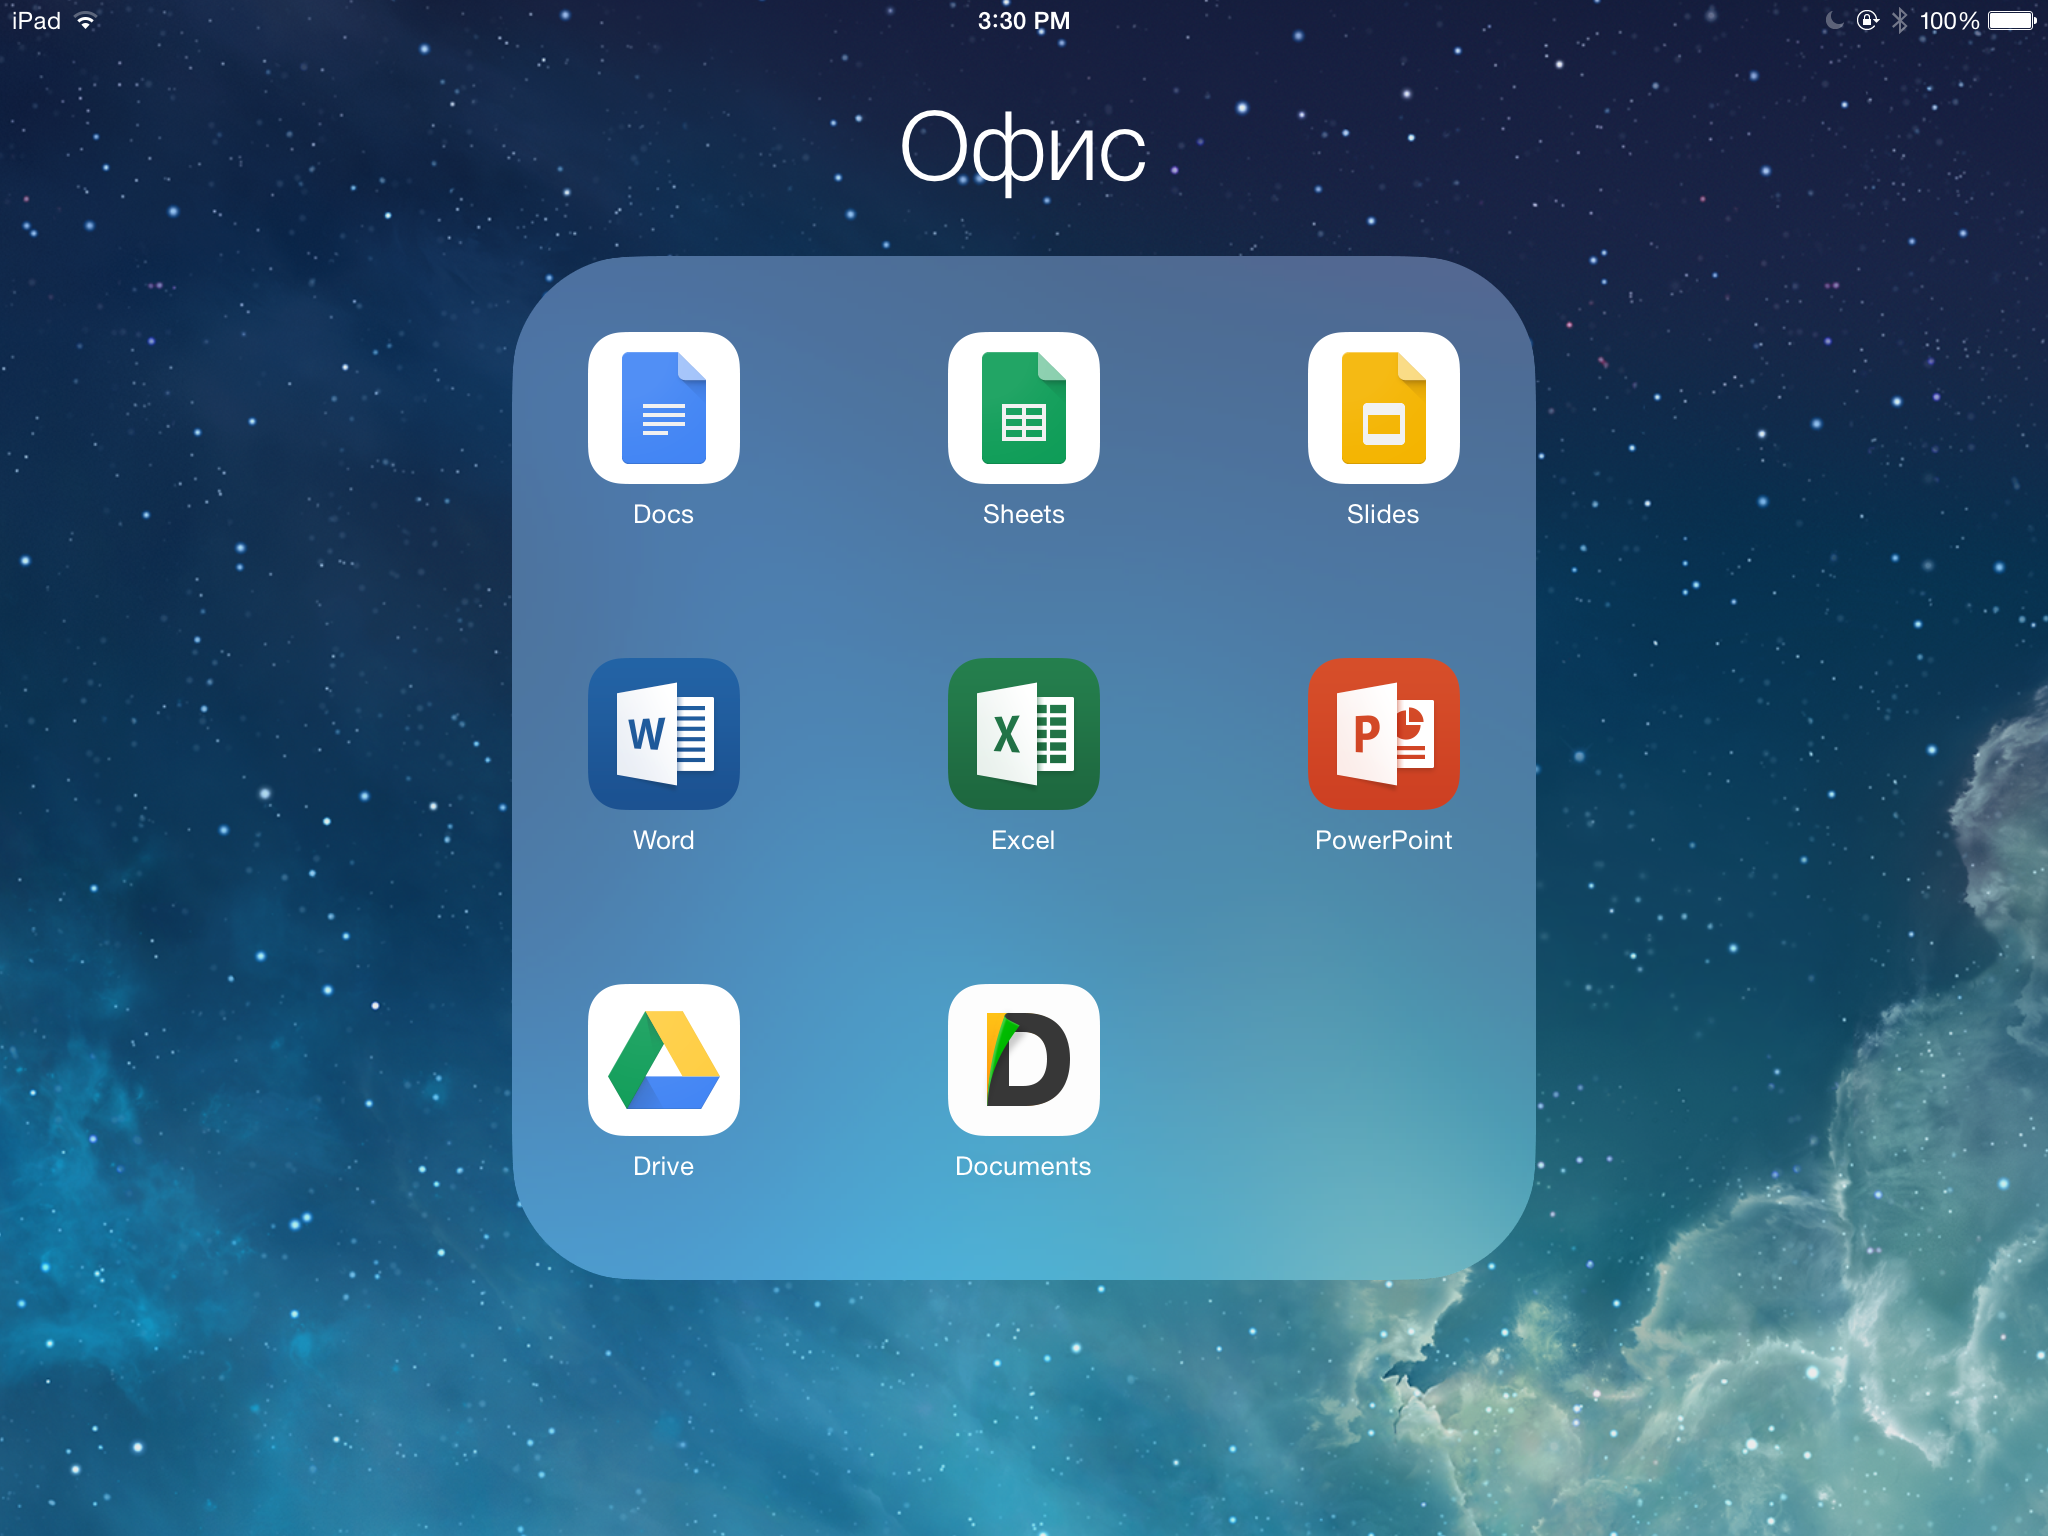 iPad 3:30 PM 100%
Офис
Docs Sheets Slides
W X P
Word Excel PowerPoint
D
Drive Documents